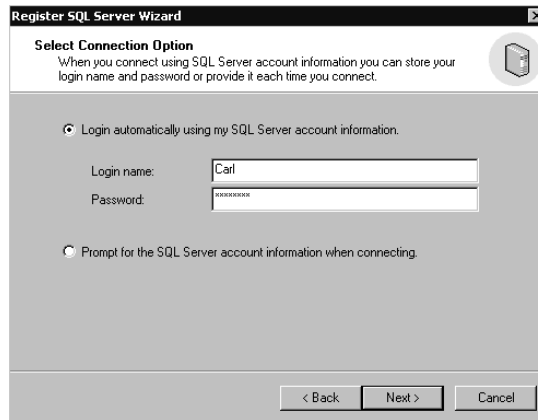 Register SQL Server Wizard
Select Connection Option
When you connect using SQL Server account information you can store your
login name and password or provide it each time you connect.
Login automatically using my SQL Server account information.
Login name:
Carl
Password:
********
Prompt for the SQL Server account information when connecting.
< Back
Next >
Cancel